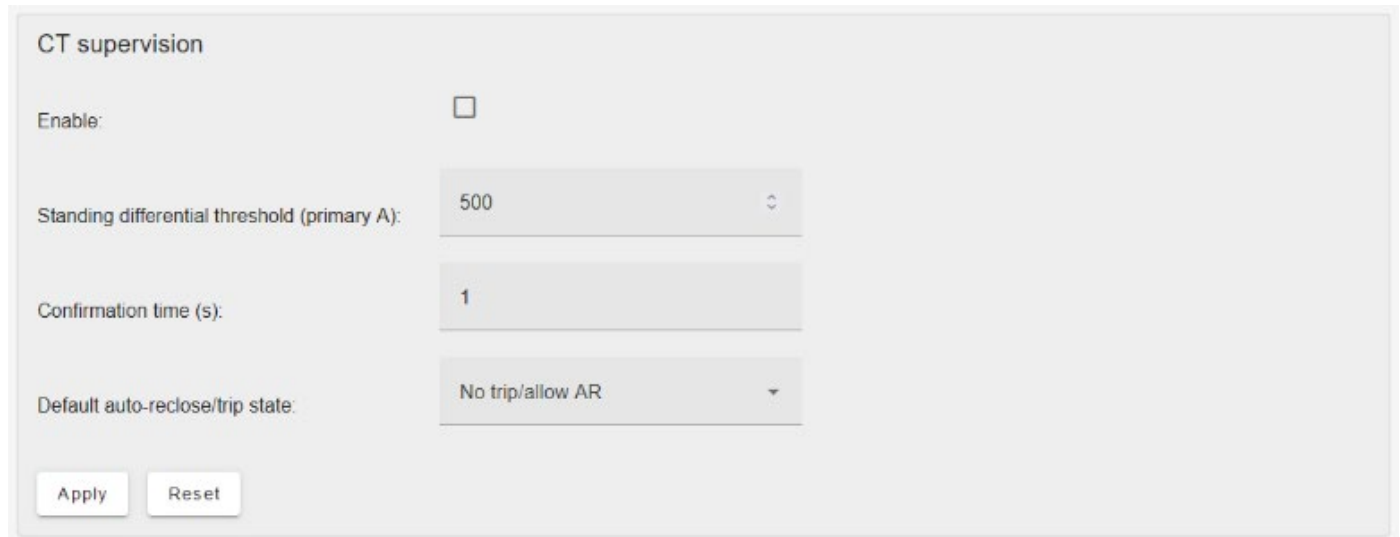 CT supervision
Enable:
Standing differential threshold (primary A): 500
Confirmation time (s): 1
Default auto-reclose/trip state: No trip/allow AR
Apply Reset